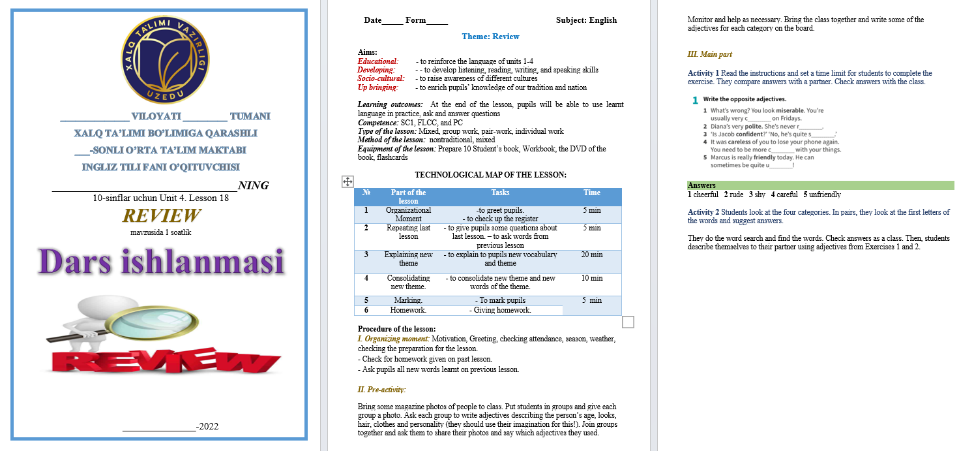 XALQ TALIMI VAZIRLIGI
UZEDU
_____________ VILOYATI _________ TUMANI
XALQ TA’LIMI BO’LIMIGA QARASHLI
___-SONLI O’RTA TA’LIM MAKTABI
INGLIZ TILI FANI O’QITUVCHISI
______________________________NING
10-sinflar uchun Unit 4. Lesson 18
REVIEW
mavzusida 1 soatlik
Dars ishlanmasi
REVIEW
_______________-2022
Date_____ Form_____ Subject: English
Theme: Review
Aims:
Educational: - to reinforce the language of units 1-4
Developing: - - to develop listening, reading, writing, and speaking skills
Socio-cultural: - to raise awareness of different cultures
Up bringing: - to enrich pupils’ knowledge of our tradition and nation
Learning outcomes: At the end of the lesson, pupils will be able to use learnt
language in practice, ask and answer questions
Competence: SC1, FLCC, and PC
Type of the lesson: Mixed, group work, pair-work, individual work
Method of the lesson: nontraditional, mixed
Equipment of the lesson: Prepare 10 Student’s book, Workbook, the DVD of the
book, flashcards
TECHNOLOGICAL MAP OF THE LESSON:
№ Part of the lesson Tasks Time
1 Organizational Moment -to greet pupils. - to check up the register 5 min
2 Repeating last lesson - to give pupils some questions about last lesson. – to ask words from previous lesson 5 min
3 Explaining new theme - to explain to pupils new vocabulary and theme 20 min
4 Consolidating new theme. - to consolidate new theme and new words of the theme. 10 min
5 Marking. - To mark pupils 5 min
6 Homework. - Giving homework.
Procedure of the lesson:
I. Organizing moment: Motivation, Greeting, checking attendance, season, weather,
checking the preparation for the lesson.
- Check for homework given on past lesson.
- Ask pupils all new words learnt on previous lesson.
II. Pre-activity:
Bring some magazine photos of people to class. Put students in groups and give each
group a photo. Ask each group to write adjectives describing the person’s age, looks,
hair, clothes and personality (they should use their imagination for this!). Join groups
together and ask them to share their photos and say which adjectives they used.
Monitor and help as necessary. Bring the class together and write some of the
adjectives for each category on the board.
III. Main part
Activity 1 Read the instructions and set a time limit for students to complete the
exercise. They compare answers with a partner. Check answers with the class.
1 Write the opposite adjectives.
1 What’s wrong? You look miserable. You’re
usually very c________ on Fridays.
2 Diana’s very polite. She’s never r________.
3 ‘Is Jacob confident?’ ‘No, he’s quite s________.’
4 It was careless of you to lose your phone again.
You need to be more c________ with your things.
5 Marcus is really friendly today. He can
sometimes be quite u________!
Answers
1 cheerful 2 rude 3 shy 4 careful 5 unfriendly
Activity 2 Students look at the four categories. In pairs, they look at the first letters of
the words and suggest answers.
They do the word search and find the words. Check answers as a class. Then, students
describe themselves to their partner using adjectives from Exercises 1 and 2.